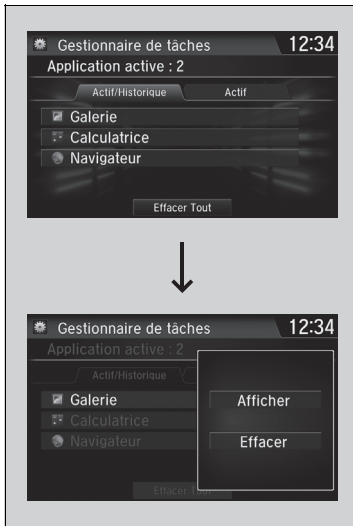 Gestionnaire de tâches 12:34
Application active : 2
Actif/Historique Actif
Galerie
Calculatrice
Navigateur
Effacer Tout
Gestionnaire de tâches 12:34
Application active : 2
Actif/Historique
Galerie Afficher
Calculatrice
Navigateur Effacer
Effacer Tout